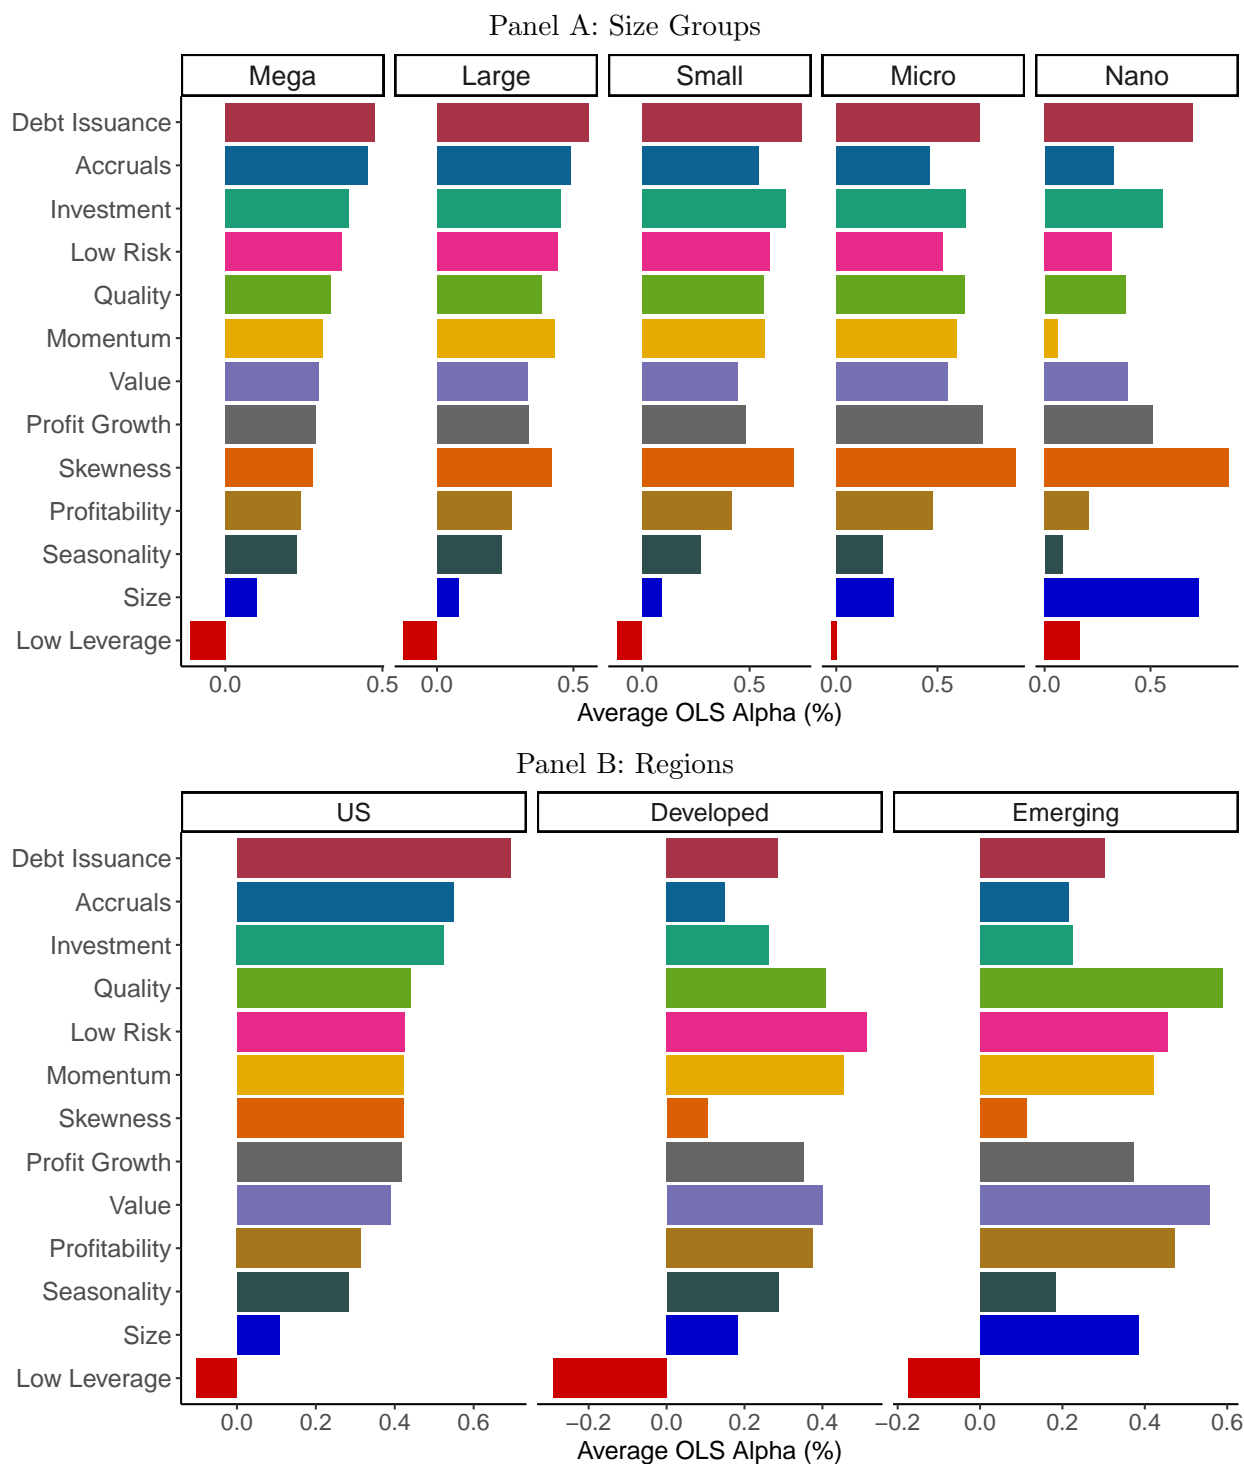 Panel A: Size Groups
Mega Large Small Micro Nano
Debt Issuance
Accruals
Investment
Low Risk
Quality
Momentum
Value
Profit Growth
Skewness
Profitability
Seasonality
Size
Low Leverage
0.0 0.5 0.0 0.5 0.0 0.5 0.0 0.5 0.0 0.5
Average OLS Alpha (%)
Panel B: Regions
US Developed Emerging
Debt Issuance
Accruals
Investment
Quality
Low Risk
Momentum
Skewness
Profit Growth
Value
Profitability
Seasonality
Size
Low Leverage
0.0 0.2 0.4 0.6 −0.2 0.0 0.2 0.4 −0.2 0.0 0.2 0.4 0.6
Average OLS Alpha (%)